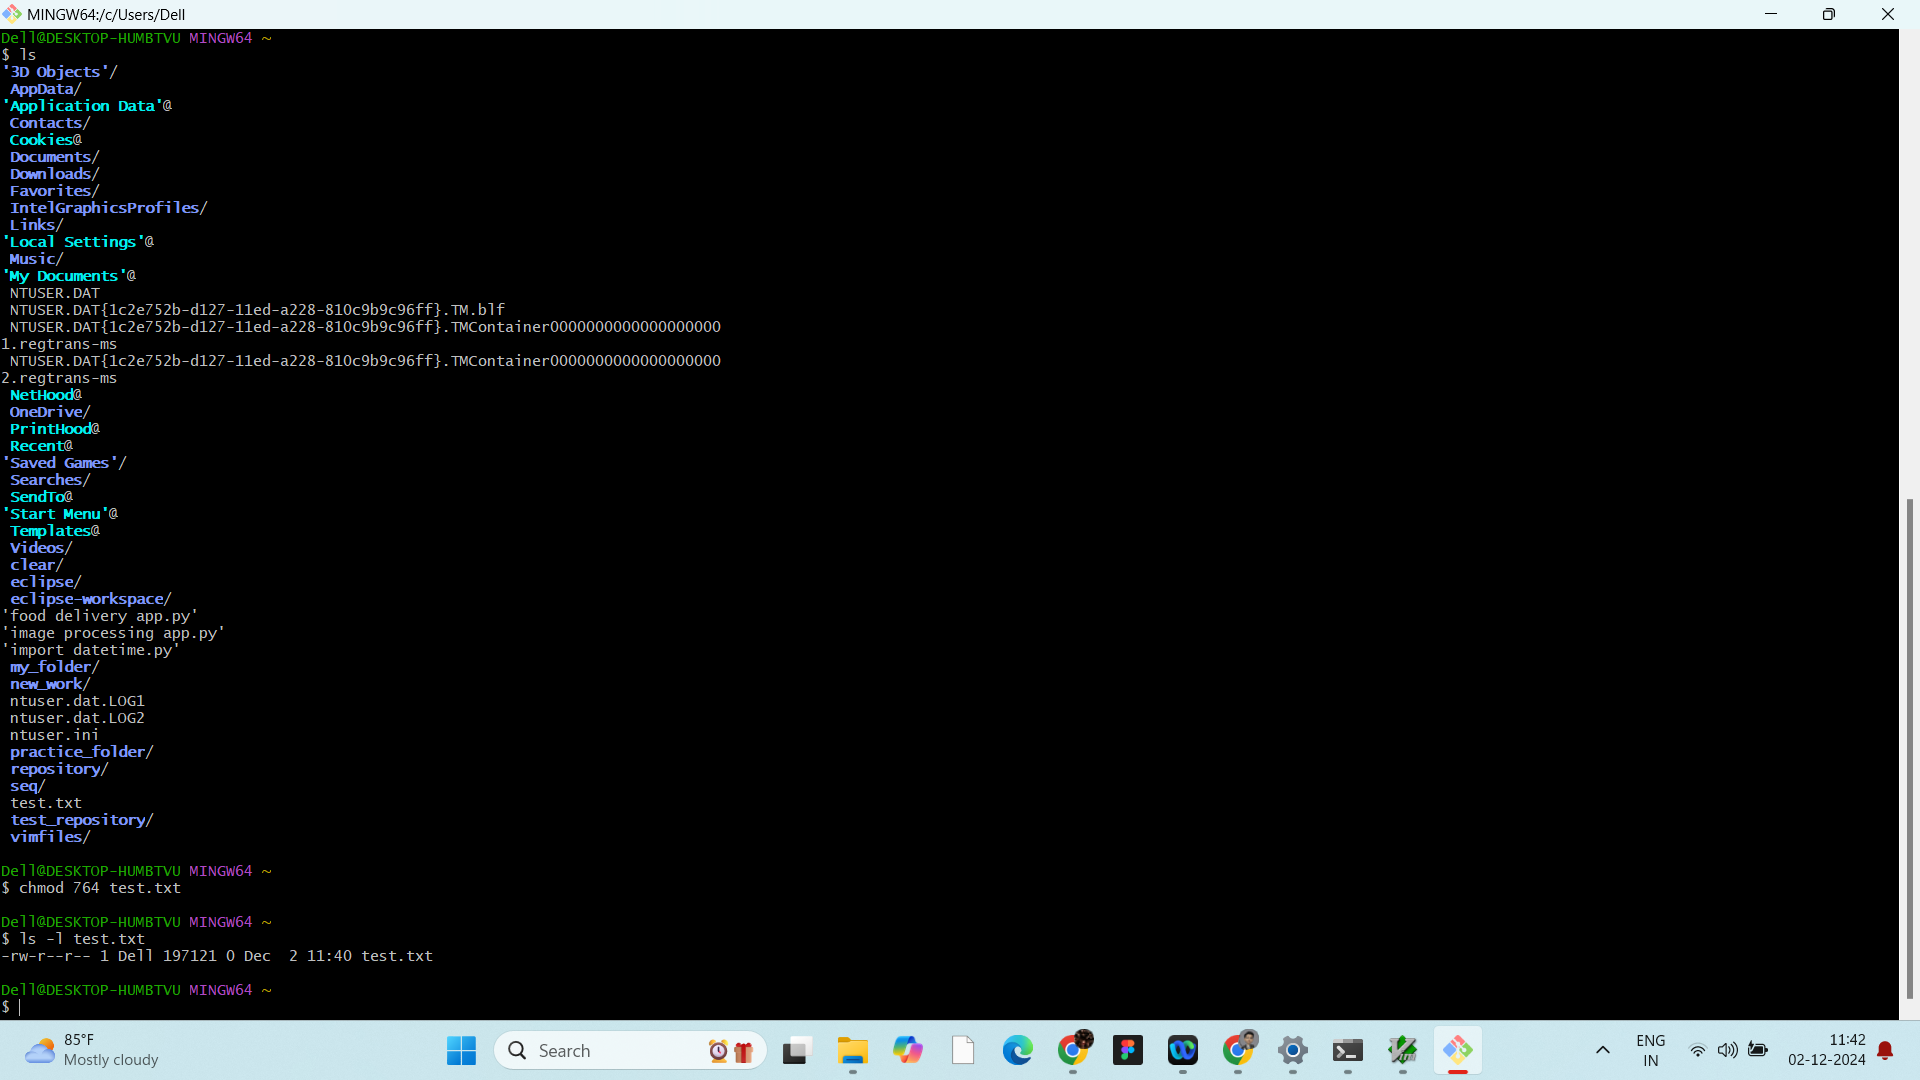 MINGW64:/c/Users/Dell
Dell@DESKTOP-HUMBTVU MINGW64 ~
$ ls
'3D Objects'/
AppData/
'Application Data'@
Contacts/
Cookies@
Documents/
Downloads/
Favorites/
IntelGraphicsProfiles/
Links/
'Local Settings'@
Music/
'My Documents'@
NTUSER.DAT
NTUSER.DAT{1c2e752b-d127-11ed-a228-810c9b9c96ff}.TM.blf
NTUSER.DAT{1c2e752b-d127-11ed-a228-810c9b9c96ff}.TMContainer0000000000000000000
1.regtrans-ms
NTUSER.DAT{1c2e752b-d127-11ed-a228-810c9b9c96ff}.TMContainer0000000000000000000
2.regtrans-ms
NetHood@
OneDrive/
PrintHood@
Recent@
'Saved Games'/
Searches/
SendTo@
'Start Menu'@
Templates@
Videos/
clear/
eclipse/
eclipse-workspace/
'food delivery app.py'
'image processing app.py'
'import datetime.py'
my_folder/
new_work/
ntuser.dat.LOG1
ntuser.dat.LOG2
ntuser.ini
practice_folder/
repository/
seq/
test.txt
test_repository/
vimfiles/
Dell@DESKTOP-HUMBTVU MINGW64 ~
$ chmod 764 test.txt
Dell@DESKTOP-HUMBTVU MINGW64 ~
$ ls -l test.txt
-rw-r--r-- 1 Dell 197121 0 Dec  2 11:40 test.txt
Dell@DESKTOP-HUMBTVU MINGW64 ~
$
85°F
Mostly cloudy
Search
ENG
IN
11:42
02-12-2024